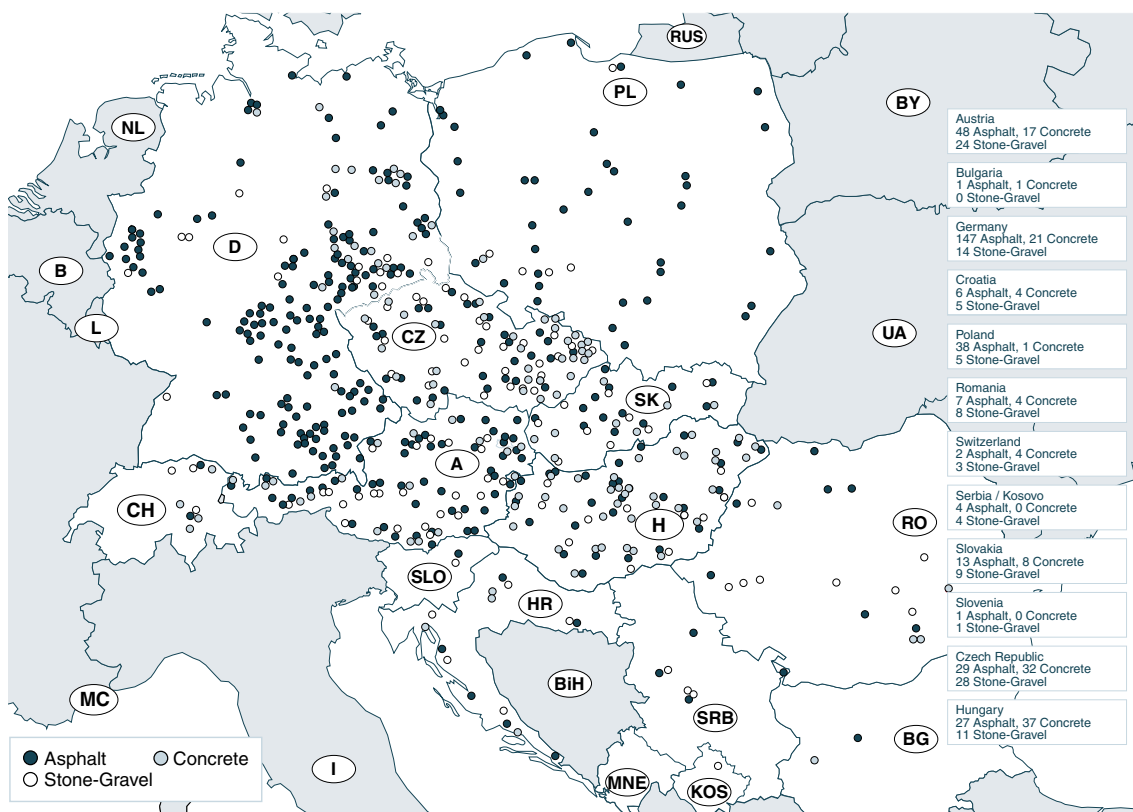 RUS
PL
BY
NL
D
B
L
CZ
UA
SK
A
CH
H
RO
SLO
HR
BiH
MC
SRB
BG
I
MNE
KOS
Austria
48 Asphalt, 17 Concrete
24 Stone-Gravel
Bulgaria
1 Asphalt, 1 Concrete
0 Stone-Gravel
Germany
147 Asphalt, 21 Concrete
14 Stone-Gravel
Croatia
6 Asphalt, 4 Concrete
5 Stone-Gravel
Poland
38 Asphalt, 1 Concrete
5 Stone-Gravel
Romania
7 Asphalt, 4 Concrete
8 Stone-Gravel
Switzerland
2 Asphalt, 4 Concrete
3 Stone-Gravel
Serbia / Kosovo
4 Asphalt, 0 Concrete
4 Stone-Gravel
Slovakia
13 Asphalt, 8 Concrete
9 Stone-Gravel
Slovenia
1 Asphalt, 0 Concrete
1 Stone-Gravel
Czech Republic
29 Asphalt, 32 Concrete
28 Stone-Gravel
Hungary
27 Asphalt, 37 Concrete
11 Stone-Gravel
Asphalt Concrete
Stone-Gravel